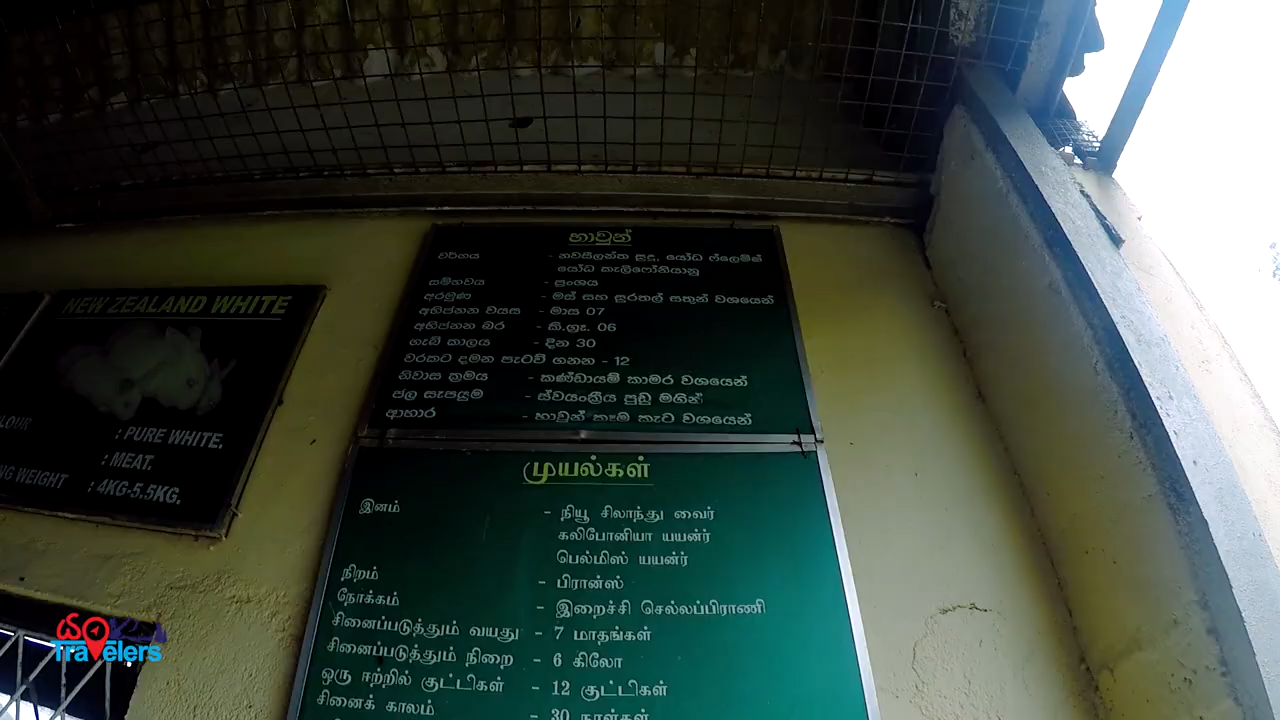 NEW ZEALAND WHITE
LOUR : PURE WHITE.
: MEAT.
NG WEIGHT : 4KG-5.5KG.
හාවුන්
වර්ගය - නවසීලන්ත සුදු, යෝධ ෆ්ලෙමිෂ්
යෝධ කැලිෆෝනියානු
සම්භවය - ප්‍රංශය
අරමුණ - මස් සහ සුරතල් සතුන් වශයෙන්
අභිජනන වයස - මාස 07
අභිජනන බර - කි.ග්‍රෑ. 06
ගැබ් කාලය - දින 30
වරකට දමන පැටව් ගනන - 12
නිවාස ක්‍රමය - කණ්ඩායම් කාමර වශයෙන්
ජල සැපයුම - ස්වයංක්‍රීය පුඩු මගින්
ආහාර - හාවුන් කෑම කැට වශයෙන්
முயல்கள்
இனம் - நியூ சிலாந்து வைர்
கலிபோனியா யயன்ர்
பெல்மிஸ் யயன்ர்
நிறம் - பிரான்ஸ்
நோக்கம் - இறைச்சி செல்லப்பிராணி
சினைப்படுத்தும் வயது - 7 மாதங்கள்
சினைப்படுத்தும் நிறை - 6 கிலோ
ஒரு ஈற்றில் குட்டிகள் - 12 குட்டிகள்
சினைக் காலம் - 30 நாள்கள்
Travelers